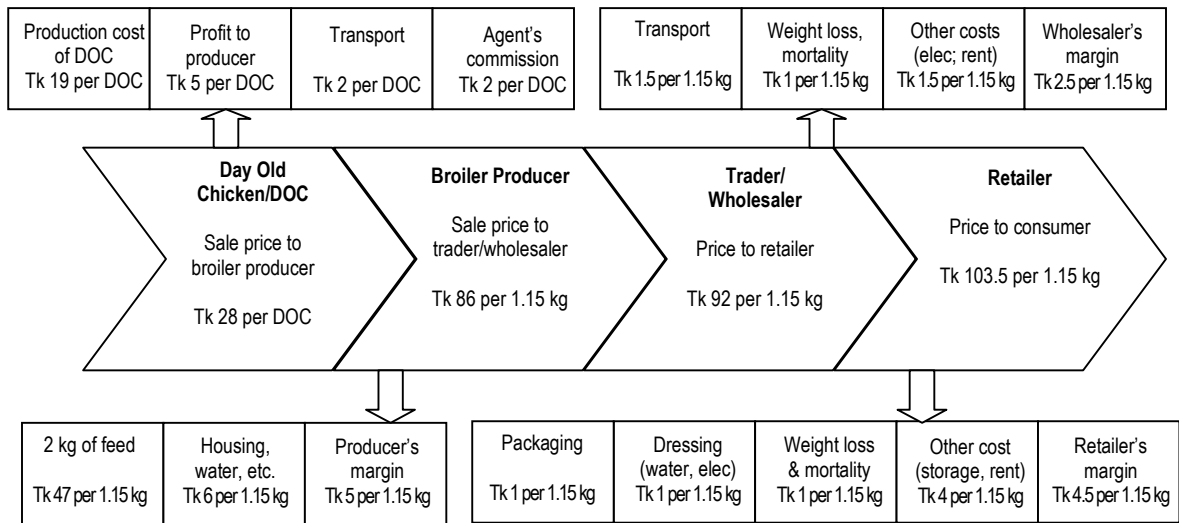 Production cost
of DOC
Tk 19 per DOC
Profit to
producer
Tk 5 per DOC
Transport
Tk 2 per DOC
Agent's
commission
Tk 2 per DOC
Transport
Tk 1.5 per 1.15 kg
Weight loss,
mortality
Tk 1 per 1.15 kg
Other costs
(elec; rent)
Tk 1.5 per 1.15 kg
Wholesaler's
margin
Tk 2.5 per 1.15 kg
Day Old
Chicken/DOC
Sale price to
broiler producer
Tk 28 per DOC
Broiler Producer
Sale price to
trader/wholesaler
Tk 86 per 1.15 kg
Trader/
Wholesaler
Price to retailer
Tk 92 per 1.15 kg
Retailer
Price to consumer
Tk 103.5 per 1.15 kg
2 kg of feed
Tk 47 per 1.15 kg
Housing,
water, etc.
Tk 6 per 1.15 kg
Producer's
margin
Tk 5 per 1.15 kg
Packaging
Tk 1 per 1.15 kg
Dressing
(water, elec)
Tk 1 per 1.15 kg
Weight loss
& mortality
Tk 1 per 1.15 kg
Other cost
(storage, rent)
Tk 4 per 1.15 kg
Retailer's
margin
Tk 4.5 per 1.15 kg